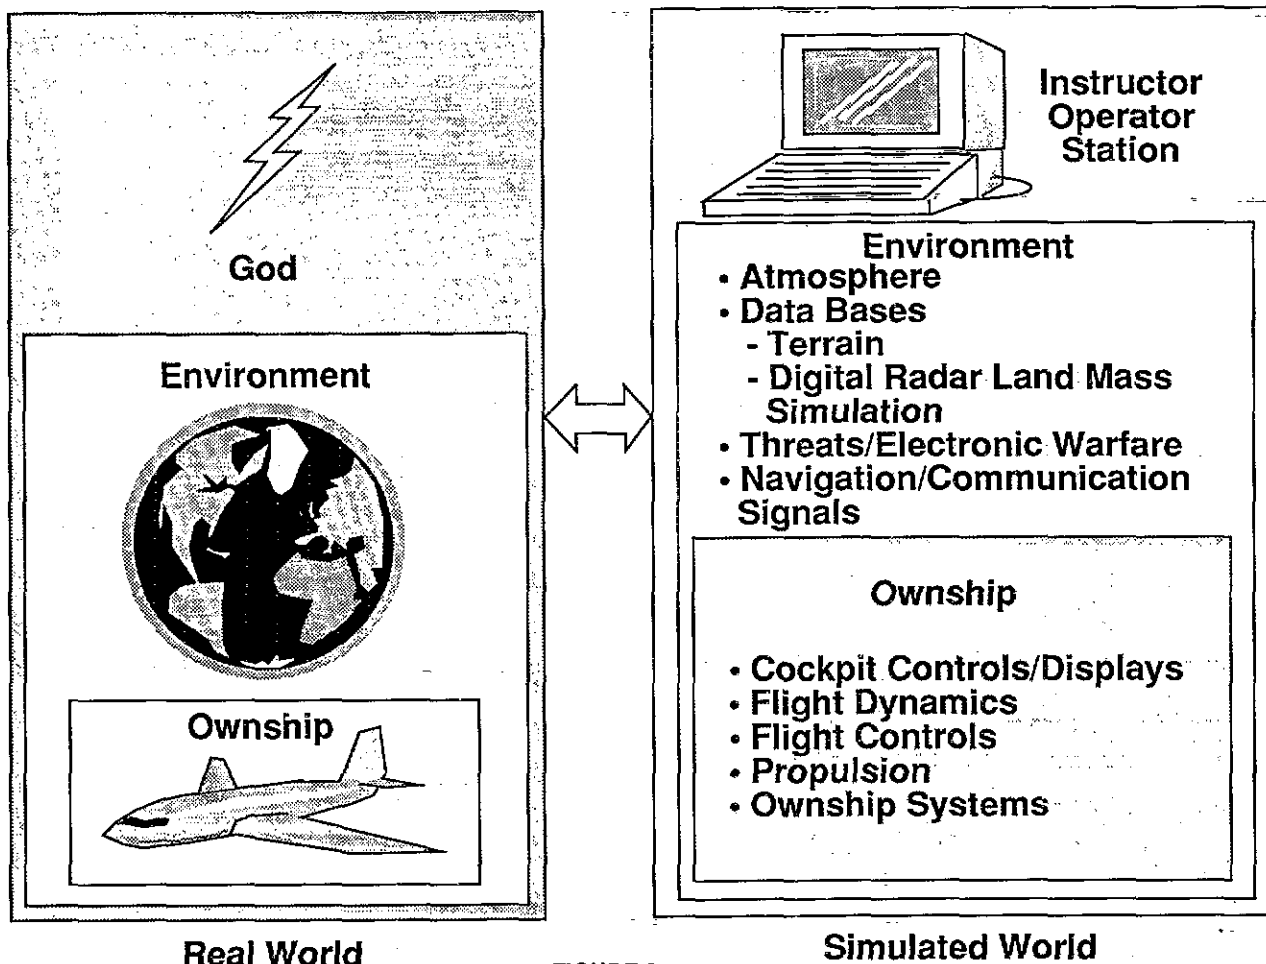 God
Environment
Ownship
Real World
Instructor
Operator
Station
Environment
• Atmosphere
• Data Bases
- Terrain
- Digital Radar Land Mass
Simulation
• Threats/Electronic Warfare
• Navigation/Communication
Signals
Ownship
• Cockpit Controls/Displays
• Flight Dynamics
• Flight Controls
• Propulsion
• Ownship Systems
Simulated World